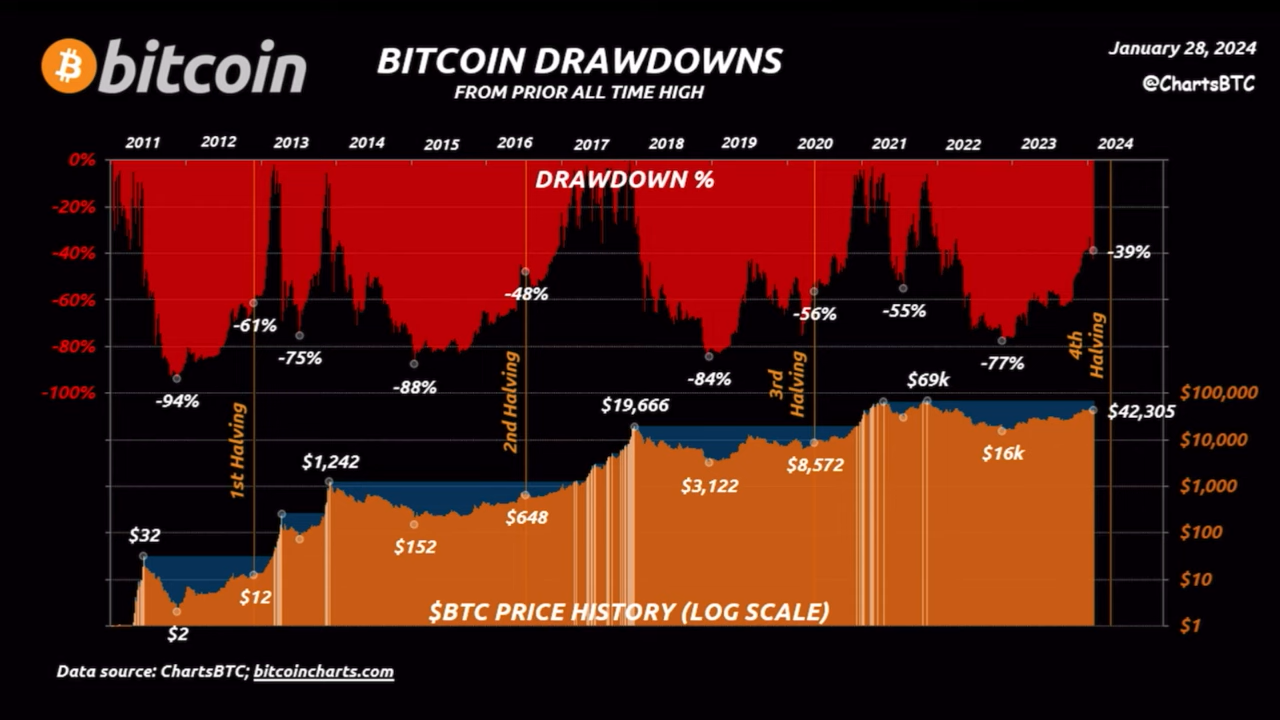 bitcoin
BITCOIN DRAWDOWNS
FROM PRIOR ALL TIME HIGH
January 28, 2024
@ChartsBTC
2011 2012 2013 2014 2015 2016 2017 2018 2019 2020 2021 2022 2023 2024
DRAWDOWN %
0%
-20%
-40%
-60%
-80%
-100%
-94%
-61%
-75%
-88%
-48%
-84%
-56%
-55%
-77%
-39%
1st Halving
2nd Halving
3rd
Halving
4th
Halving
$100,000
$10,000
$1,000
$100
$10
$1
$32
$2
$12
$1,242
$152
$648
$19,666
$3,122
$8,572
$69k
$16k
$42,305
$BTC PRICE HISTORY (LOG SCALE)
Data source: ChartsBTC; bitcoincharts.com